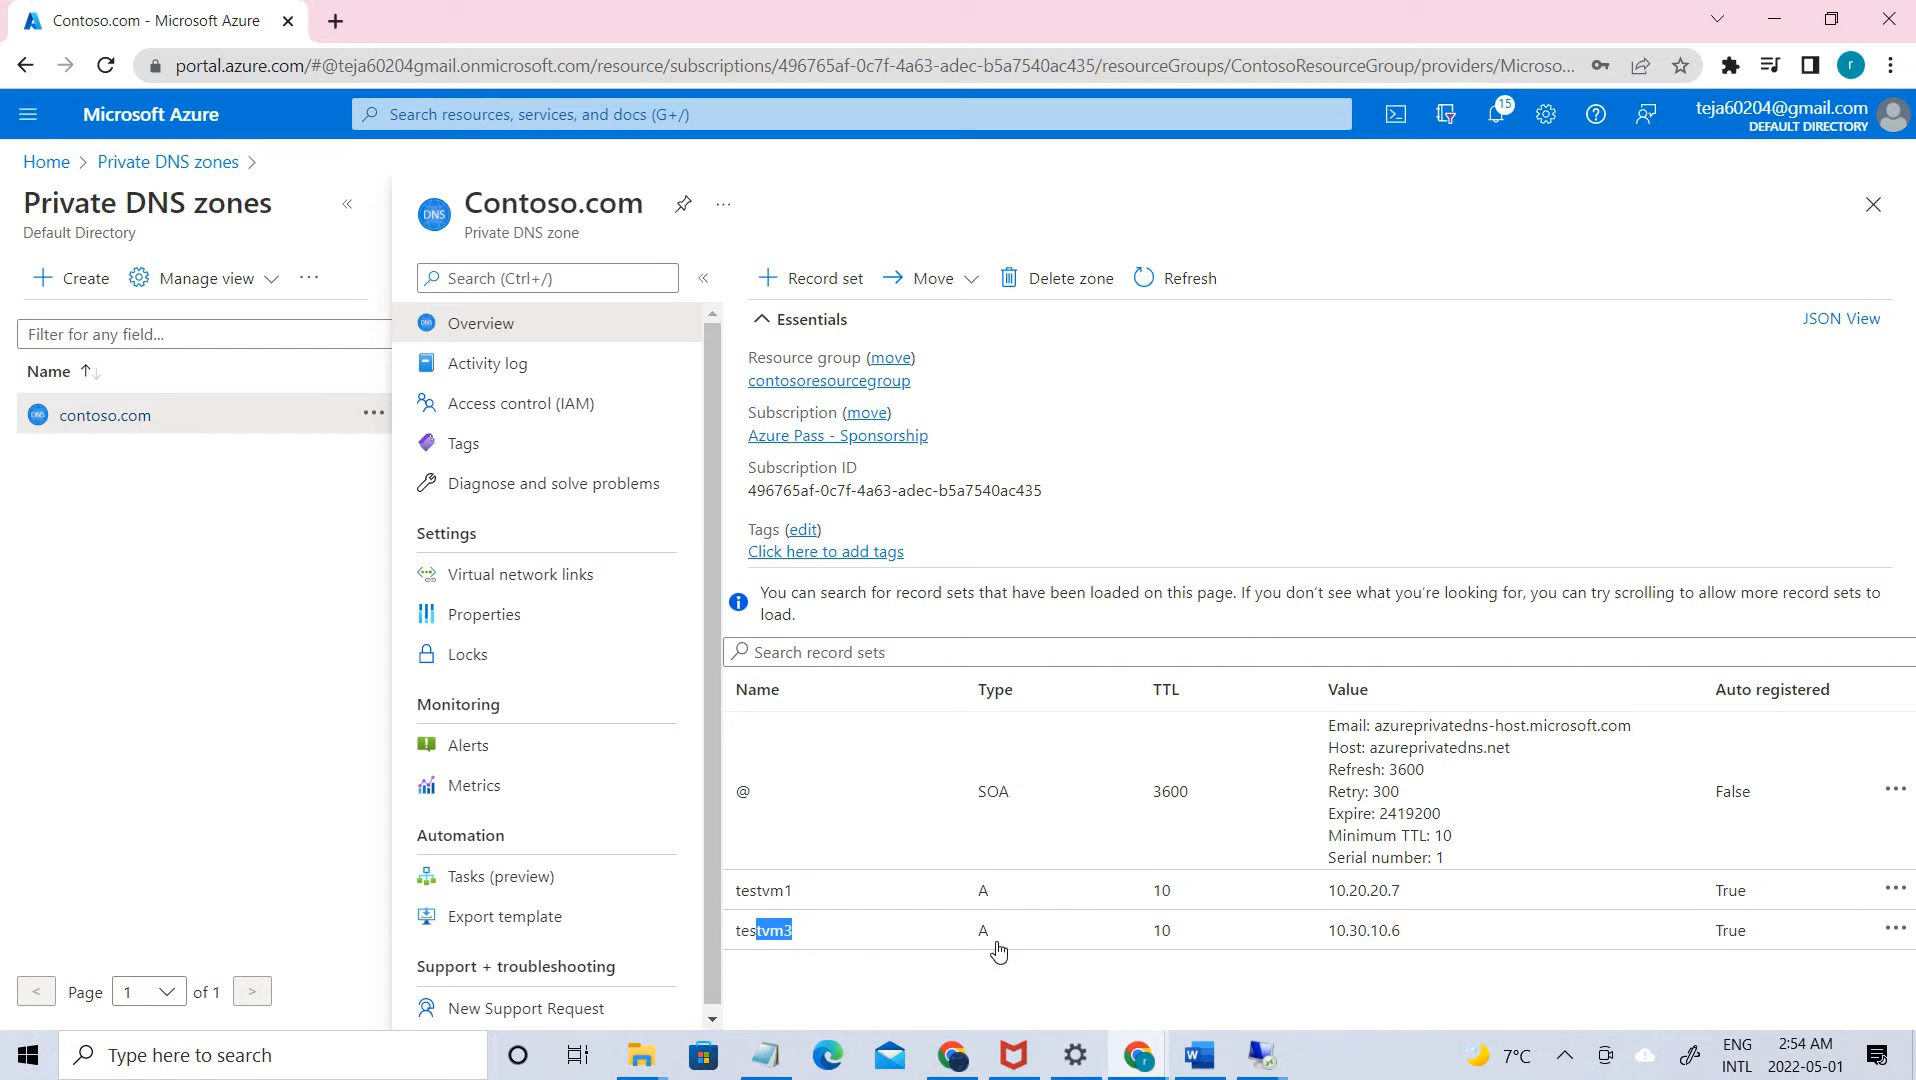 Contoso.com - Microsoft Azure
portal.azure.com/#@teja60204gmail.onmicrosoft.com/resource/subscriptions/496765af-0c7f-4a63-adec-b5a7540ac435/resourceGroups/ContosoResourceGroup/providers/Microso...
r
Microsoft Azure
Search resources, services, and docs (G+/)
15
teja60204@gmail.com
DEFAULT DIRECTORY
Home > Private DNS zones >
Private DNS zones
Default Directory
Create
Manage view
Filter for any field...
Name
DNS contoso.com
Page 1 of 1
DNS
Contoso.com
Private DNS zone
Search (Ctrl+/)
DNS Overview
Activity log
Access control (IAM)
Tags
Diagnose and solve problems
Settings
Virtual network links
Properties
Locks
Monitoring
Alerts
Metrics
Automation
Tasks (preview)
Export template
Support + troubleshooting
New Support Request
Record set
Move
Delete zone
Refresh
Essentials
JSON View
Resource group (move)
contosoresourcegroup
Subscription (move)
Azure Pass - Sponsorship
Subscription ID
496765af-0c7f-4a63-adec-b5a7540ac435
Tags (edit)
Click here to add tags
You can search for record sets that have been loaded on this page. If you don't see what you're looking for, you can try scrolling to allow more record sets to
load.
Search record sets
Name Type TTL Value Auto registered
Email: azureprivatedns-host.microsoft.com
Host: azureprivatedns.net
Refresh: 3600
@ SOA 3600 Retry: 300 False
Expire: 2419200
Minimum TTL: 10
Serial number: 1
testvm1 A 10 10.20.20.7 True
testvm3 A 10 10.30.10.6 True
Type here to search
7°C
ENG
INTL
2:54 AM
2022-05-01